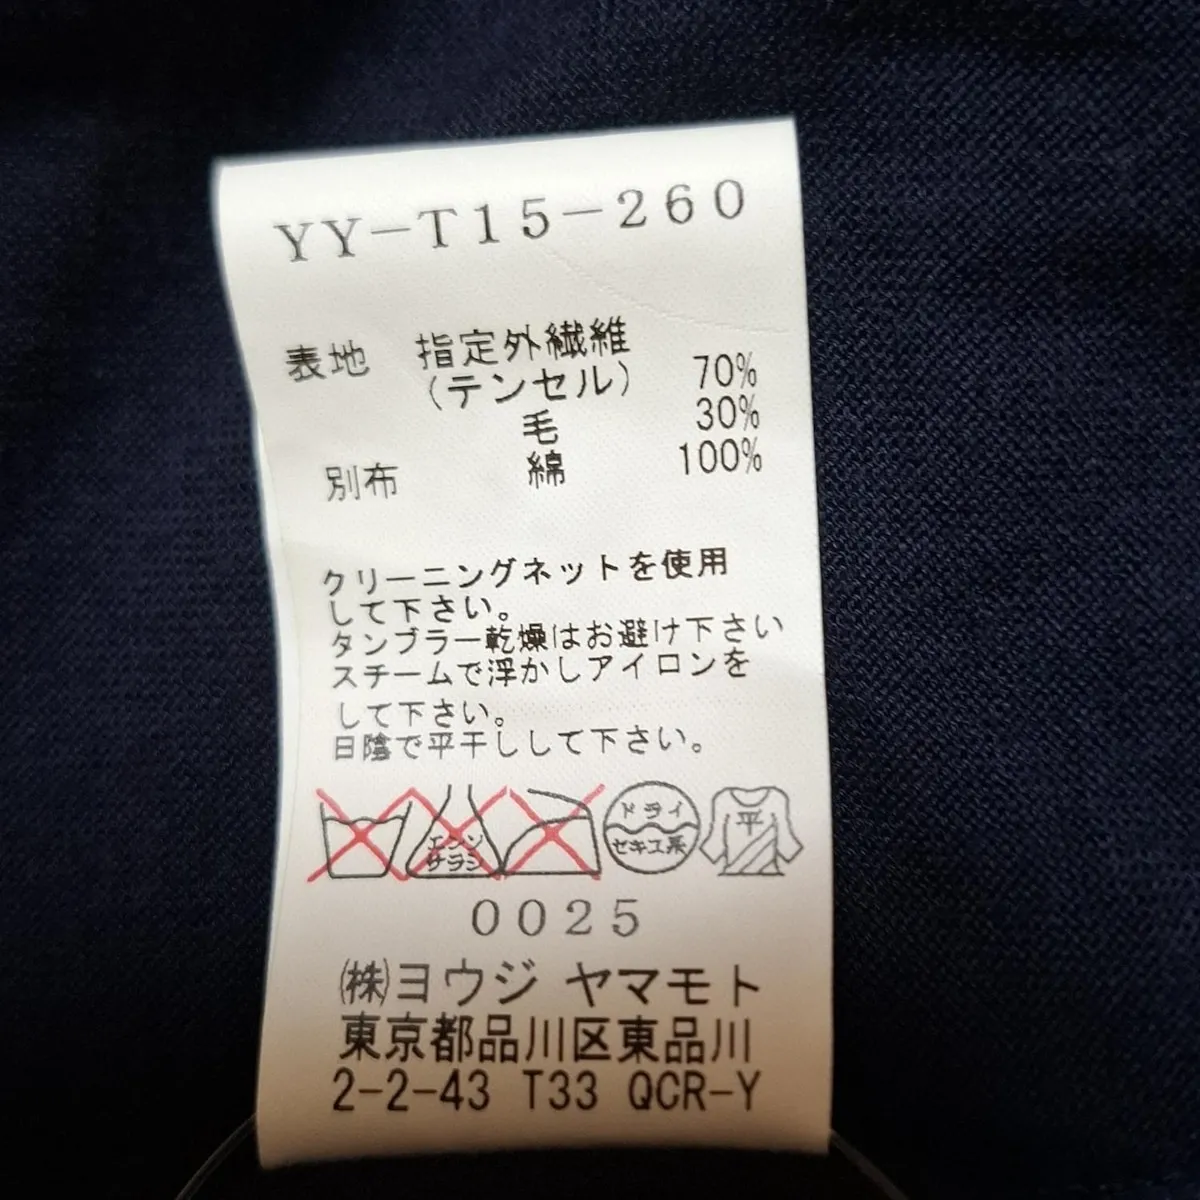 YY-T15-260
表地 指定外繊維
(テンセル) 70%
毛 30%
別布 綿 100%
クリーニングネットを使用
して下さい。
タンブラー乾燥はお避け下さい
スチームで浮かしアイロンを
して下さい。
日陰で平干しして下さい。
エンソ
サラシ
ドライ
セキユ系
平
0025
㈱ヨウジ ヤマモト
東京都品川区東品川
2-2-43 T33 QCR-Y